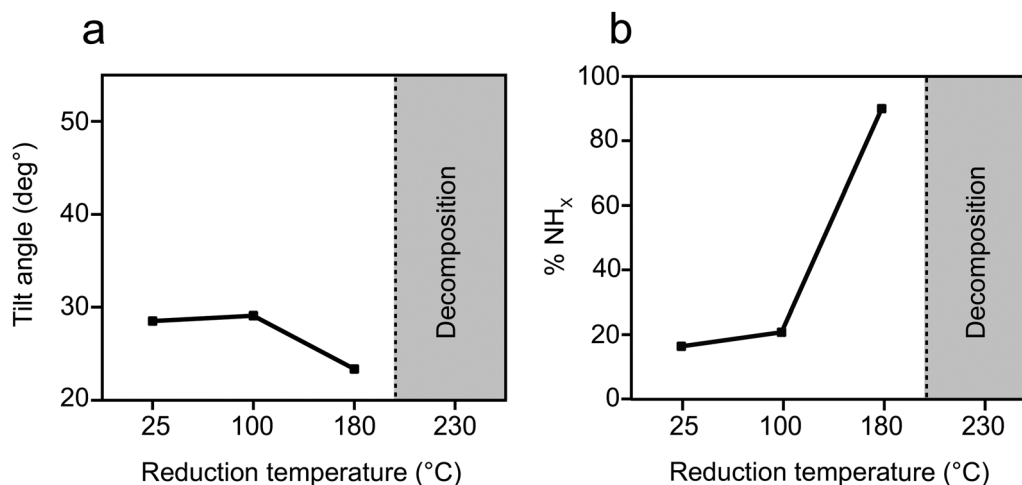 a
Tilt angle (deg°)
50
40
30
20
Decomposition
25 100 180 230
Reduction temperature (°C)
b
% NHx
100
80
60
40
20
0
Decomposition
25 100 180 230
Reduction temperature (°C)